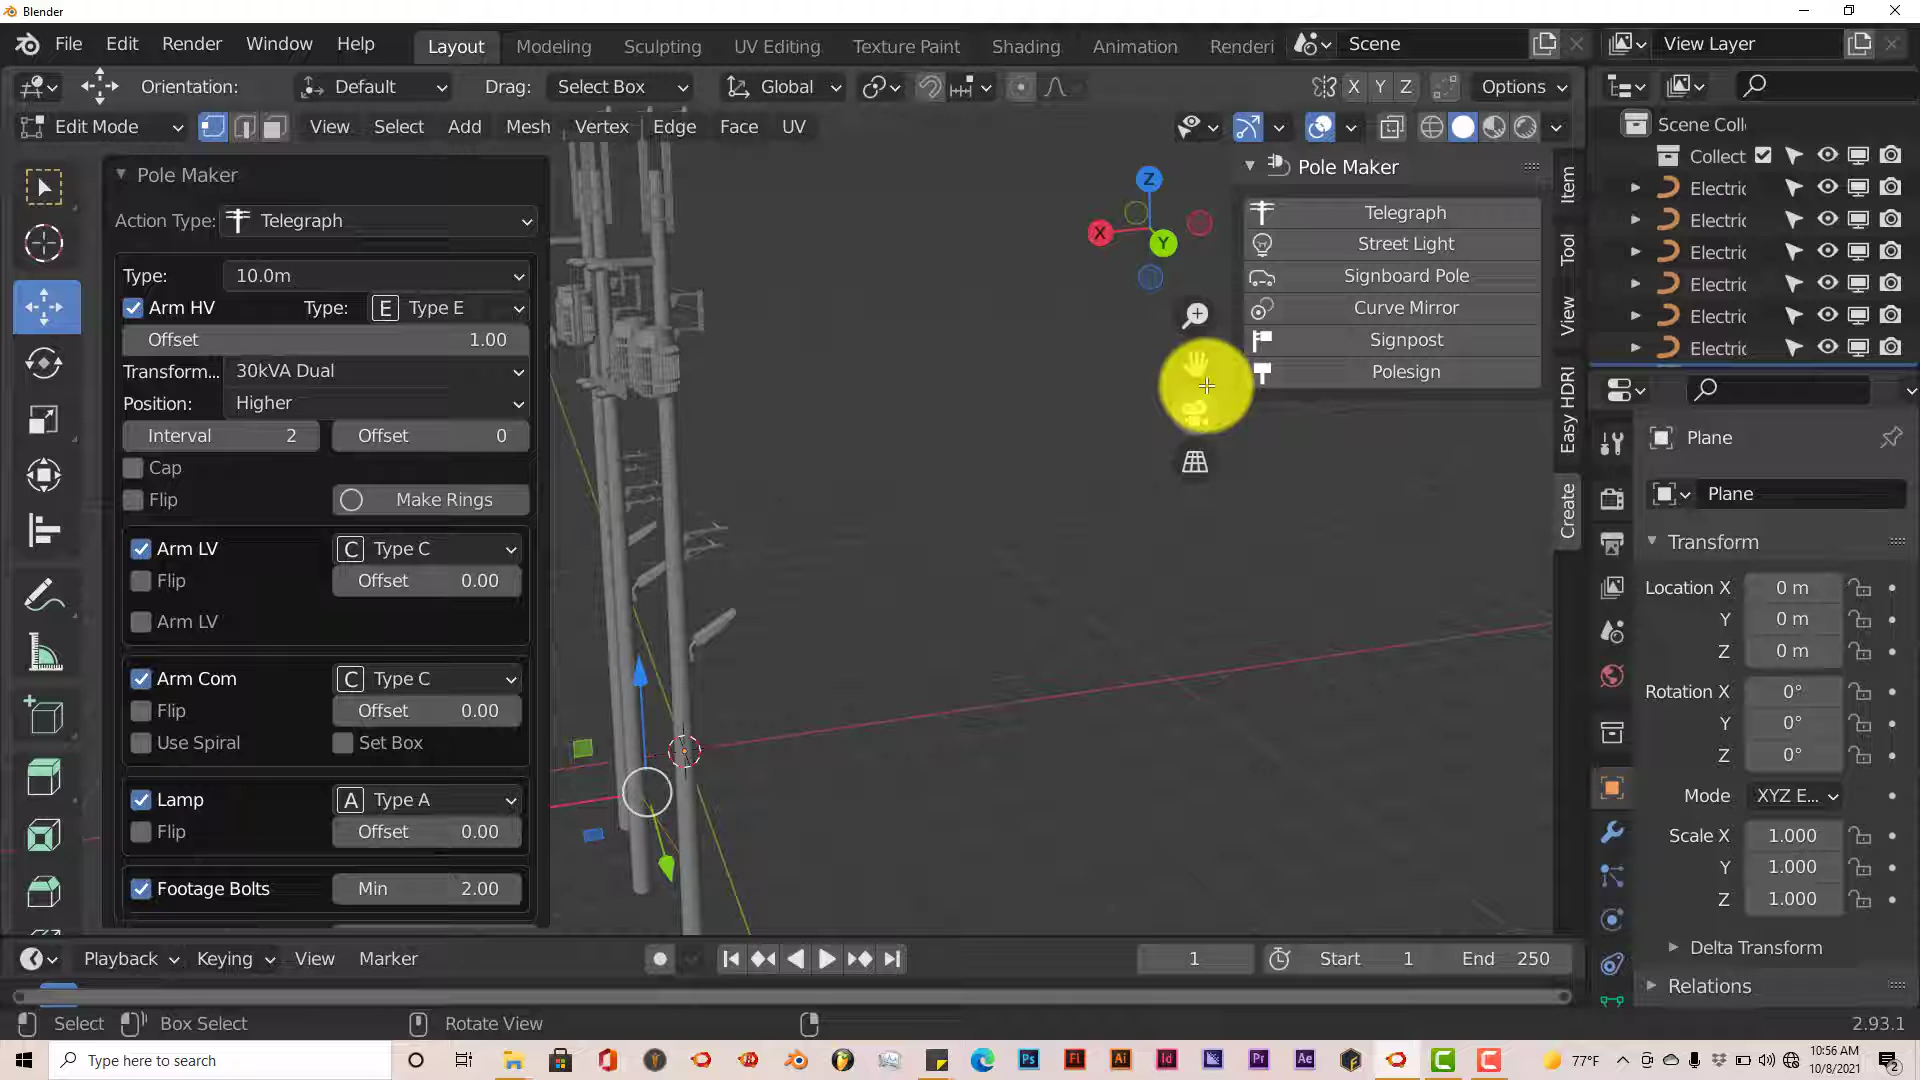 Blender
File Edit Render Window Help Layout Modeling Sculpting UV Editing Texture Paint Shading Animation Renderi Scene View Layer
Orientation: Default Drag: Select Box Global X Y Z Options
Edit Mode View Select Add Mesh Vertex Edge Face UV
Scene Coll
Collect
Electric
Electric
Electric
Electric
Electric
Electric
Pole Maker
Action Type: Telegraph
Type: 10.0m
Arm HV Type: E Type E
Offset 1.00
Transform... 30kVA Dual
Position: Higher
Interval 2 Offset 0
Cap
Flip Make Rings
Arm LV C Type C
Flip Offset 0.00
Arm LV
Arm Com C Type C
Flip Offset 0.00
Use Spiral Set Box
Lamp A Type A
Flip Offset 0.00
Footage Bolts Min 2.00
Z
X
Y
Pole Maker
Telegraph
Street Light
Signboard Pole
Curve Mirror
Signpost
Polesign
Item
Tool
View
Easy HDRI
Create
Plane
Plane
Transform
Location X 0 m
Y 0 m
Z 0 m
Rotation X 0°
Y 0°
Z 0°
Mode XYZ E...
Scale X 1.000
Y 1.000
Z 1.000
Delta Transform
Relations
Playback Keying View Marker 1 Start 1 End 250
Select Box Select Rotate View 2.93.1
Type here to search
Ps Ai Id Pr Ae
77°F
10:56 AM
10/8/2021
2